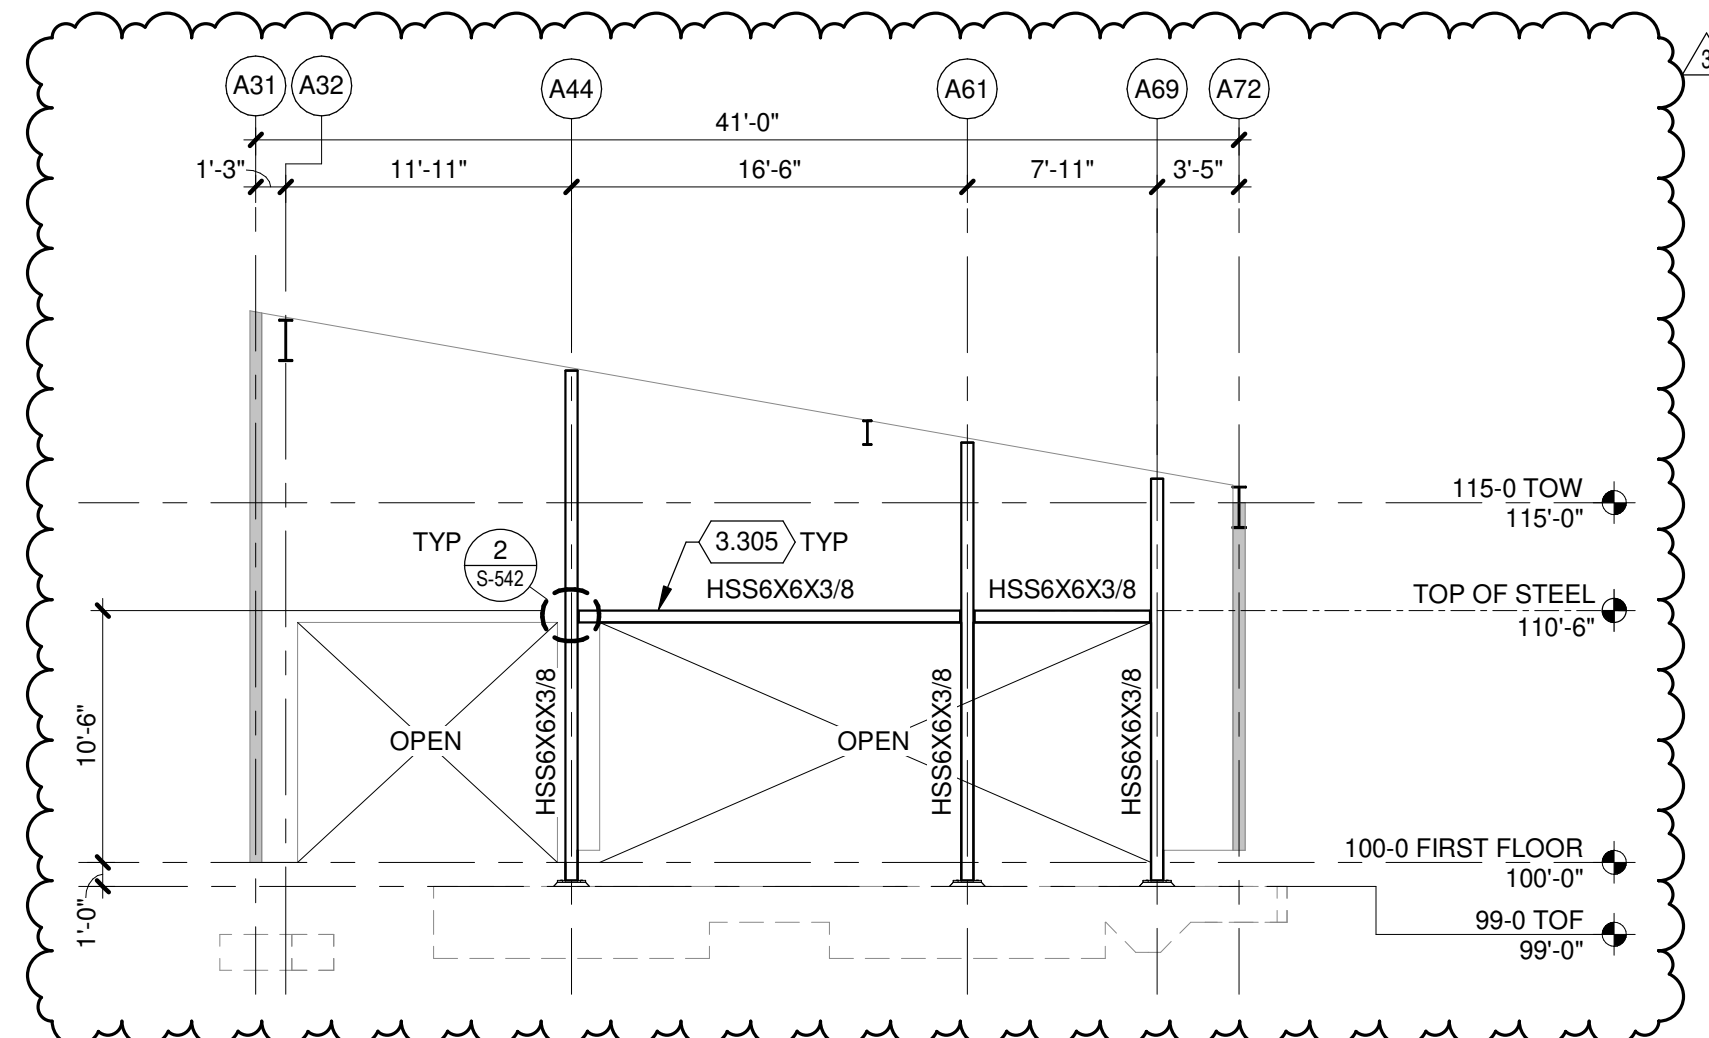 A31 A32 A44 A61 A69 A72
3
41'-0"
1'-3" 11'-11" 16'-6" 7'-11" 3'-5"
115-0 TOW
115'-0"
TYP 2 3.305 TYP
S-542
HSS6X6X3/8 HSS6X6X3/8
TOP OF STEEL
110'-6"
10'-6"
OPEN
HSS6X6X3/8
OPEN
HSS6X6X3/8
HSS6X6X3/8
100-0 FIRST FLOOR
100'-0"
1'-0"
99-0 TOF
99'-0"